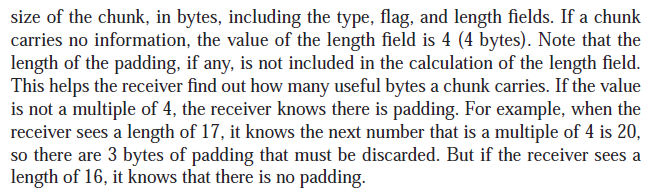 size of the chunk, in bytes, including the type, flag, and length fields. If a chunk
carries no information, the value of the length field is 4 (4 bytes). Note that the
length of the padding, if any, is not included in the calculation of the length field.
This helps the receiver find out how many useful bytes a chunk carries. If the value
is not a multiple of 4, the receiver knows there is padding. For example, when the
receiver sees a length of 17, it knows the next number that is a multiple of 4 is 20,
so there are 3 bytes of padding that must be discarded. But if the receiver sees a
length of 16, it knows that there is no padding.